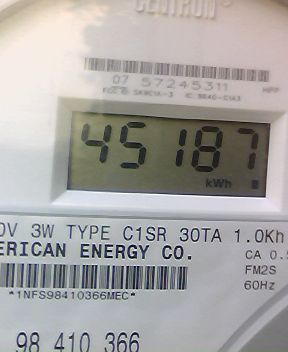 CENTRON
07 57245311
45187
kWh
0V 3W TYPE C1SR 30TA 1.0Kh
ERICAN ENERGY CO.
CA 0.5
FM2S
*1NFS98410366MEC*
60Hz
98 410 366